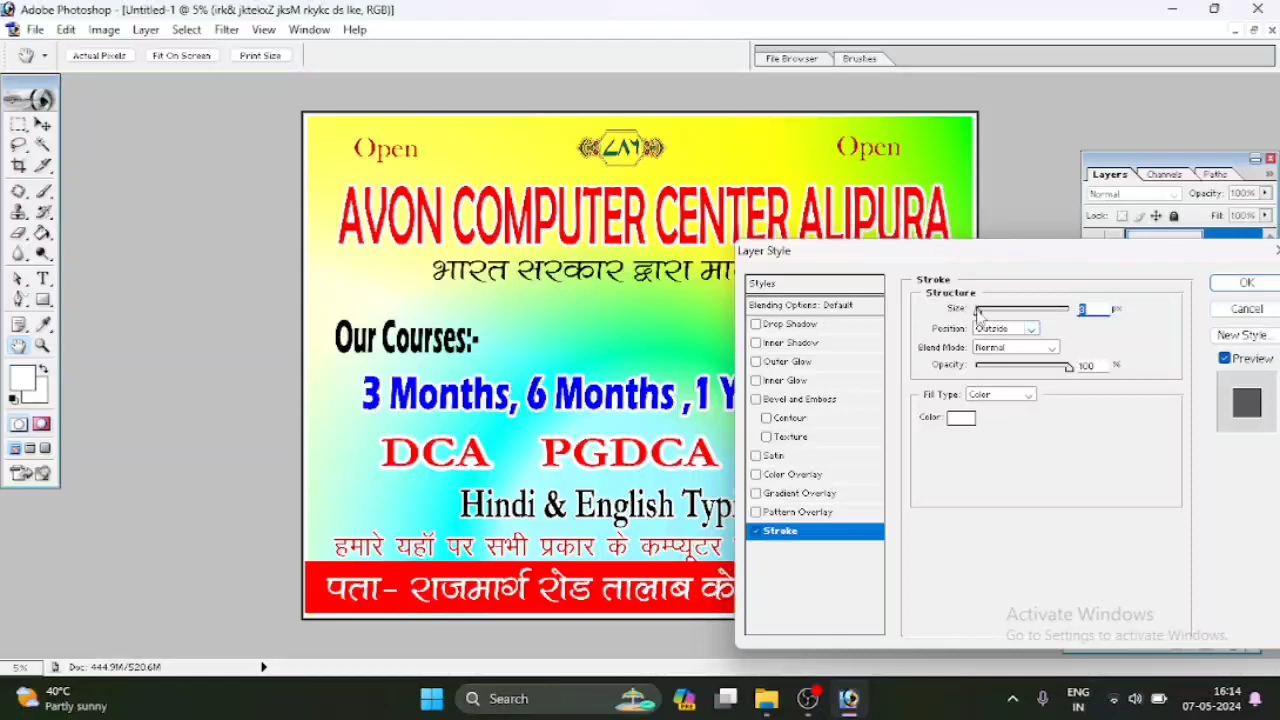 Adobe Photoshop - [Untitled-1 @ 5% (irk& jktekxZ jksM rkykc ds lke, RGB)]
File Edit Image Layer Select Filter View Window Help
Actual Pixels Fit On Screen Print Size File Browser Brushes
Open ٧٨٦ Open
AVON COMPUTER CENTER ALIPURA
भारत सरकार द्वारा मा
Our Courses:-
3 Months, 6 Months ,1 Y
DCA PGDCA
Hindi & English Typi
हमारे यहाँ पर सभी प्रकार के कम्प्यूटर
पता- राजमार्ग रोड तालाब के
Layers Channels Paths
Normal Opacity: 100%
Lock: Fill: 100%
Layer Style
Styles
Blending Options: Default
Drop Shadow
Inner Shadow
Outer Glow
Inner Glow
Bevel and Emboss
Contour
Texture
Satin
Color Overlay
Gradient Overlay
Pattern Overlay
Stroke
Stroke
Structure
Size: px
Position: Outside
Blend Mode: Normal
Opacity: 100 %
Fill Type: Color
Color:
OK
Cancel
New Style...
Preview
Activate Windows
Go to Settings to activate Windows.
5% Doc: 444.9M/520.6M
40°C
Partly sunny
Search
ENG
IN
16:14
07-05-2024